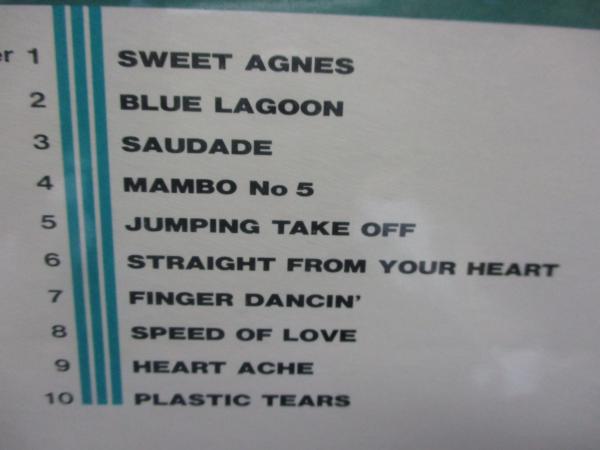 er 1 SWEET AGNES
2 BLUE LAGOON
3 SAUDADE
4 MAMBO No 5
5 JUMPING TAKE OFF
6 STRAIGHT FROM YOUR HEART
7 FINGER DANCIN'
8 SPEED OF LOVE
9 HEART ACHE
10 PLASTIC TEARS